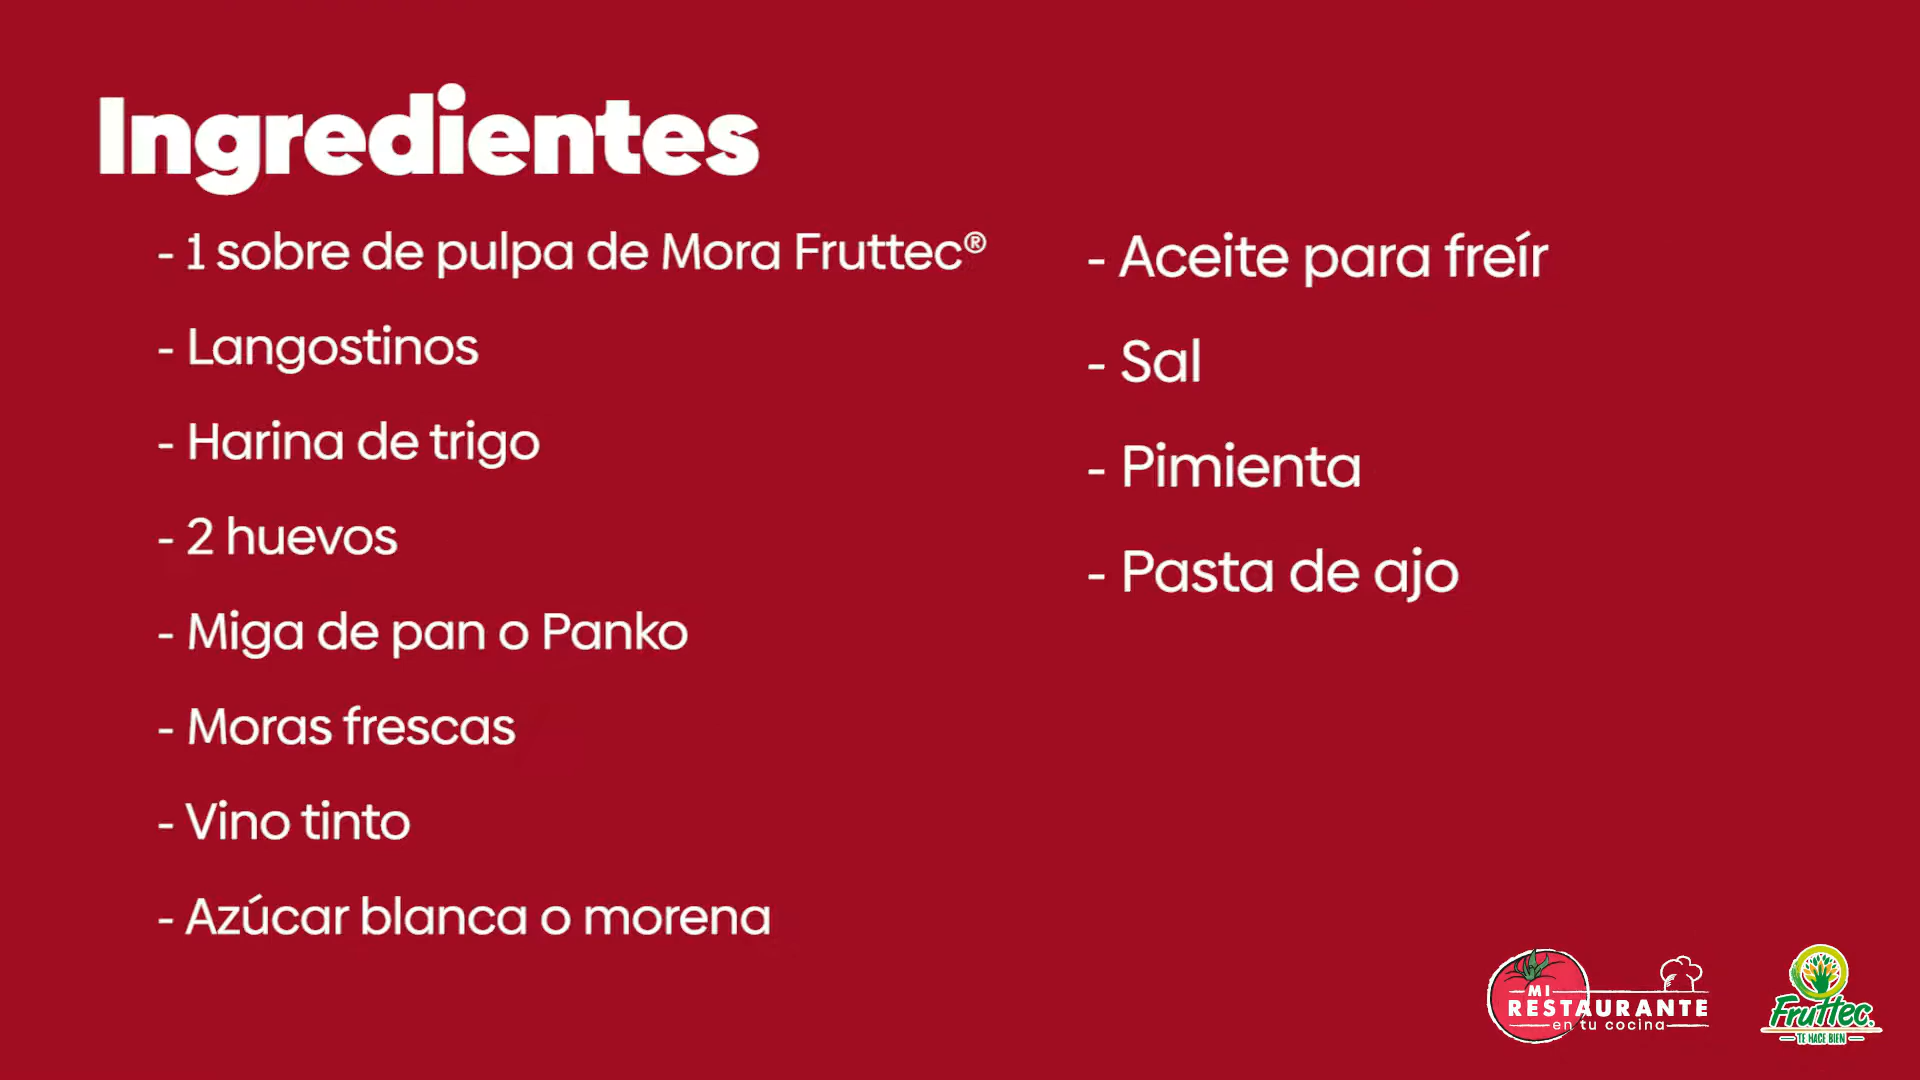 Ingredientes
- 1 sobre de pulpa de Mora Fruttec®
- Langostinos
- Harina de trigo
- 2 huevos
- Miga de pan o Panko
- Moras frescas
- Vino tinto
- Azúcar blanca o morena
- Aceite para freír
- Sal
- Pimienta
- Pasta de ajo
MI
RESTAURANTE
en tu cocina
Fruttec.
TE HACE BIEN